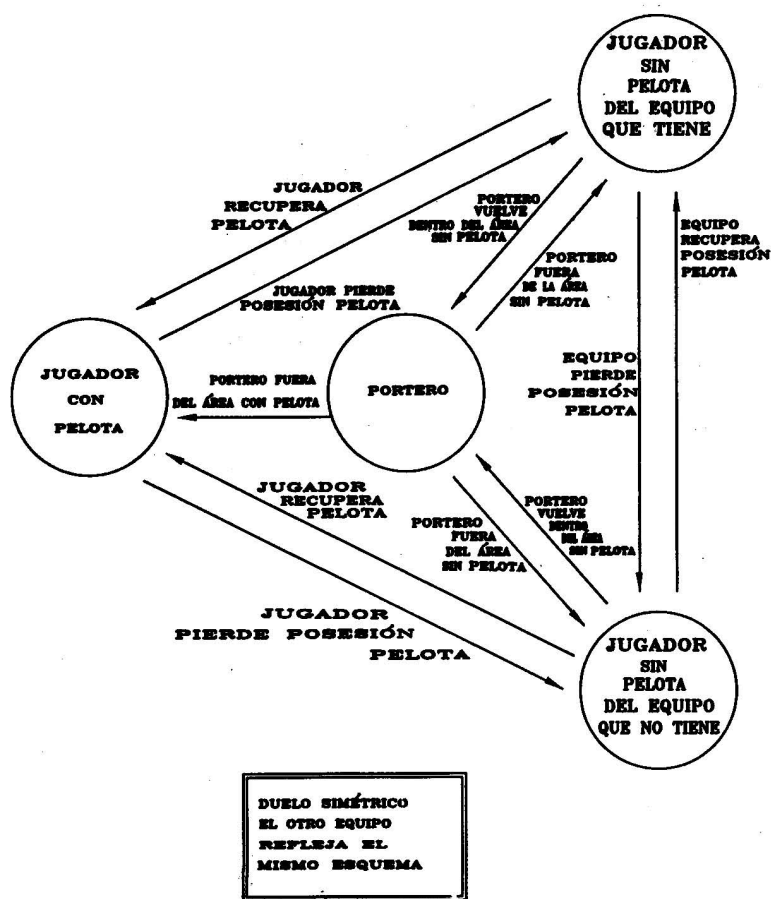 JUGADOR
SIN
PELOTA
DEL EQUIPO
QUE TIENE
JUGADOR
RECUPERA
PELOTA
PORTERO
VUELVE
DENTRO DEL ÁREA
SIN PELOTA
EQUIPO
RECUPERA
POSESIÓN
PELOTA
PORTERO
FUERA
DE LA ÁREA
SIN PELOTA
JUGADOR PIERDE
POSESIÓN PELOTA
EQUIPO
PIERDE
POSESIÓN
PELOTA
JUGADOR
CON
PELOTA
PORTERO FUERA
DEL ÁREA CON PELOTA
PORTERO
JUGADOR
RECUPERA
PELOTA
PORTERO
FUERA
DEL ÁREA
SIN PELOTA
PORTERO
VUELVE
DENTRO
DEL ÁREA
SIN PELOTA
JUGADOR
PIERDE POSESIÓN
PELOTA
JUGADOR
SIN
PELOTA
DEL EQUIPO
QUE NO TIENE
DUELO SIMÉTRICO
EL OTRO EQUIPO
REFLEJA EL
MISMO ESQUEMA